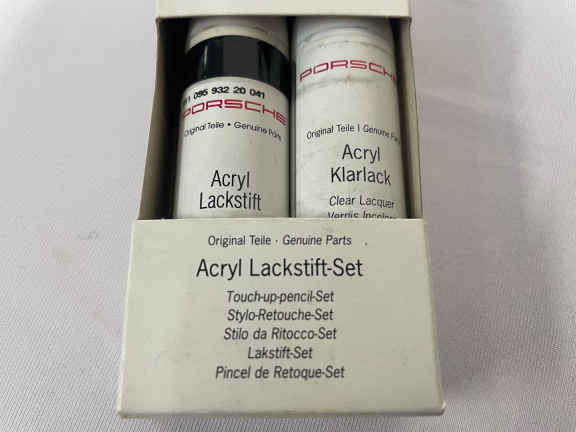 095 932 20 041
PORSCHE
Original Teile • Genuine Parts
Acryl
Lackstift
PORSCHE
Original Teile | Genuine
Acryl
Klarlack
Clear Lacquer
Vernis
Original Teile · Genuine Parts
Acryl Lackstift-Set
Touch-up-pencil-Set
Stylo-Retouche-Set
Stilo da Ritocco-Set
Lakstift-Set
Pincel de Retoque-Set